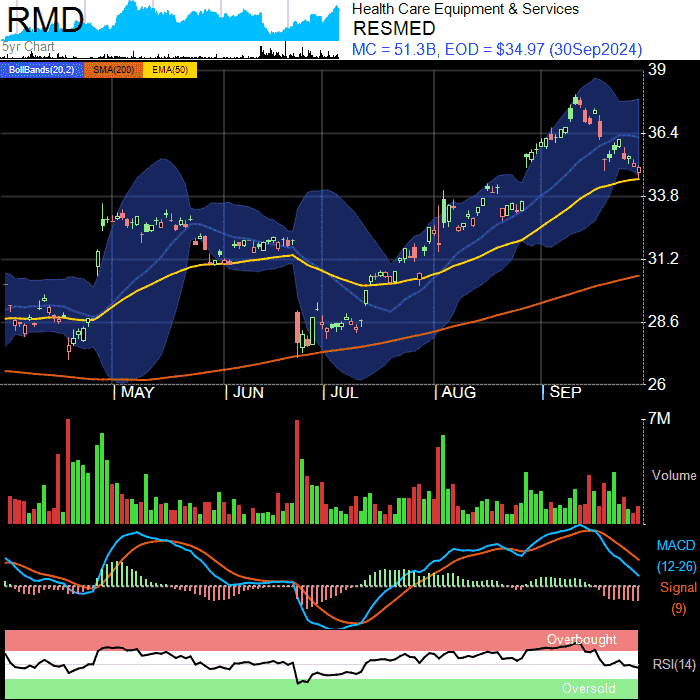 RMD
5yr Chart
Health Care Equipment & Services
RESMED
MC = 51.3B, EOD = $34.97 (30Sep2024)
BollBands(20,2) SMA(200) EMA(50)
39
36.4
33.8
31.2
28.6
26
MAY JUN JUL AUG SEP
7M
Volume
MACD
(12-26)
Signal
(9)
Overbought
RSI(14)
Oversold